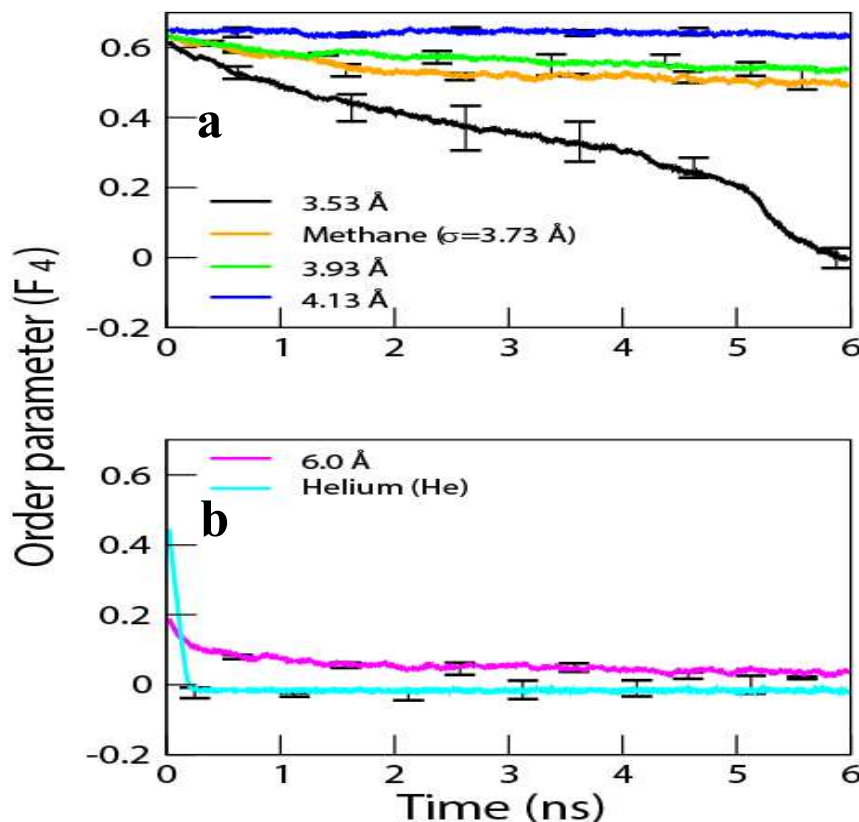 Order parameter (F4)
0.6
0.4
0.2
0
-0.2
a
3.53 Å
Methane (σ=3.73 Å)
3.93 Å
4.13 Å
0 1 2 3 4 5 6
0.6
0.4
0.2
0
-0.2
6.0 Å
Helium (He)
b
0 1 2 3 4 5 6
Time (ns)